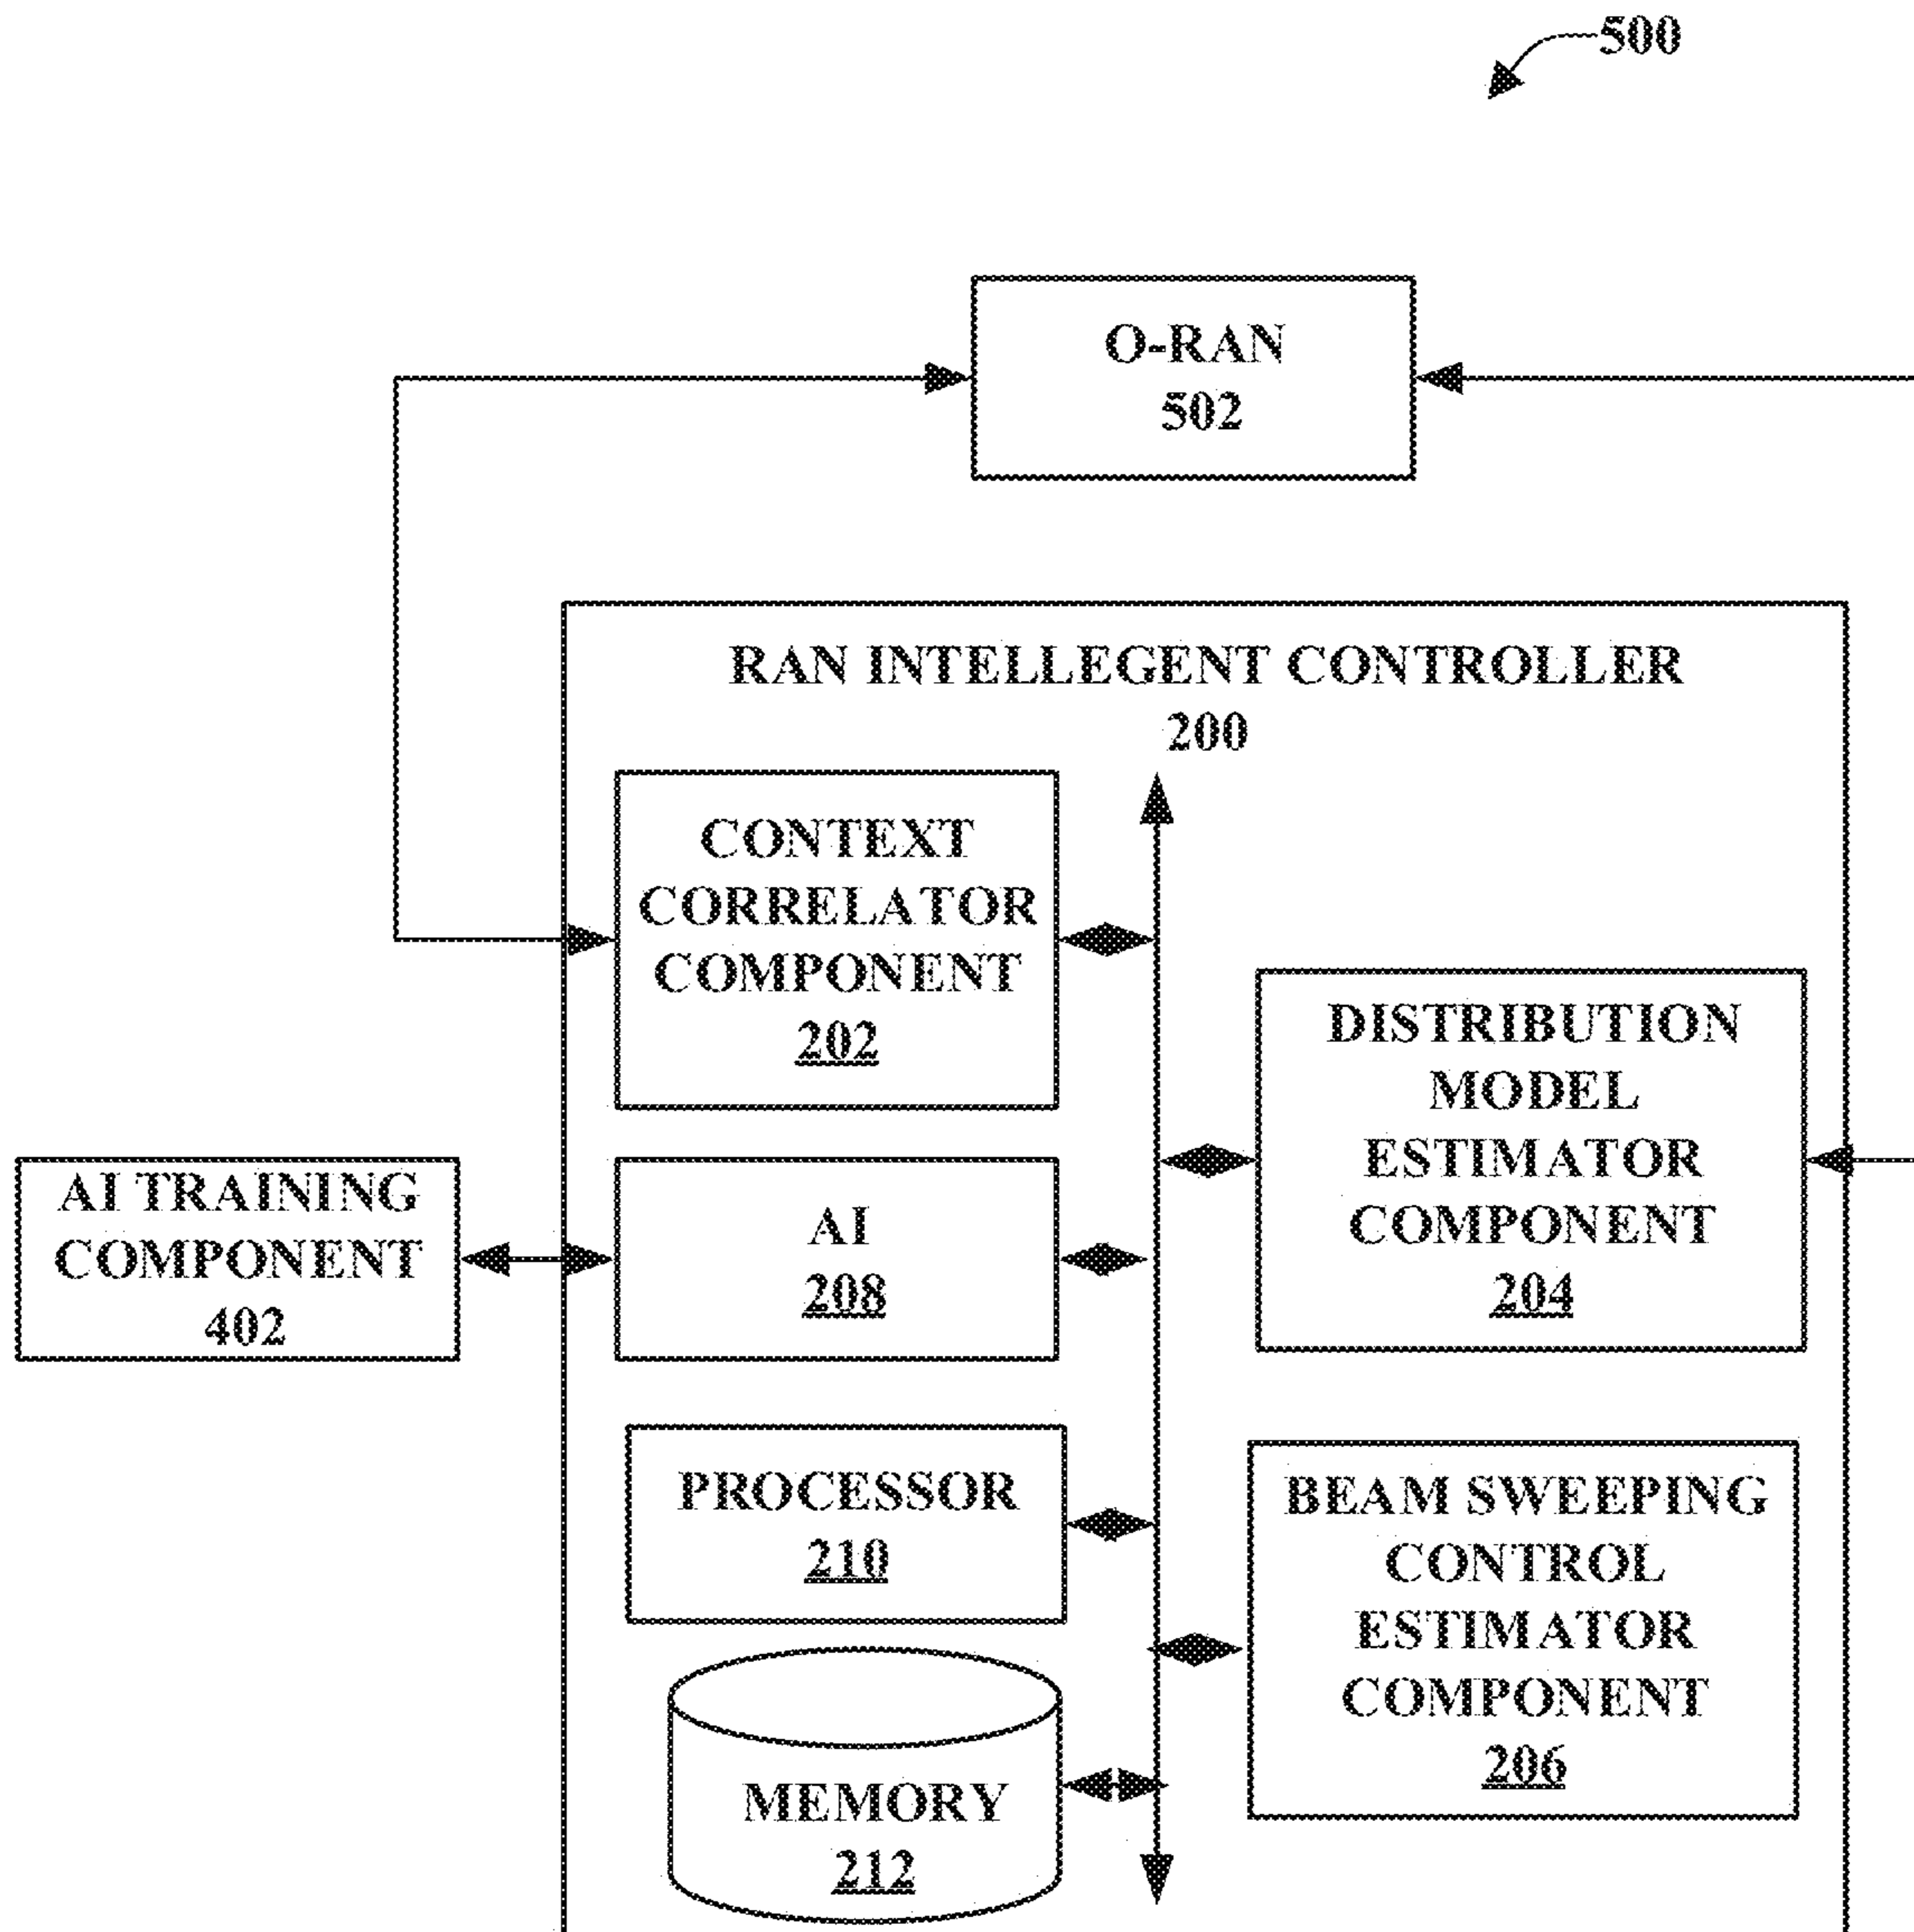 500
O-RAN
502
RAN INTELLEGENT CONTROLLER
200
CONTEXT
CORRELATOR
COMPONENT
202
DISTRIBUTION
MODEL
ESTIMATOR
COMPONENT
204
AI TRAINING
COMPONENT
402
AI
208
PROCESSOR
210
BEAM SWEEPING
CONTROL
ESTIMATOR
COMPONENT
206
MEMORY
212